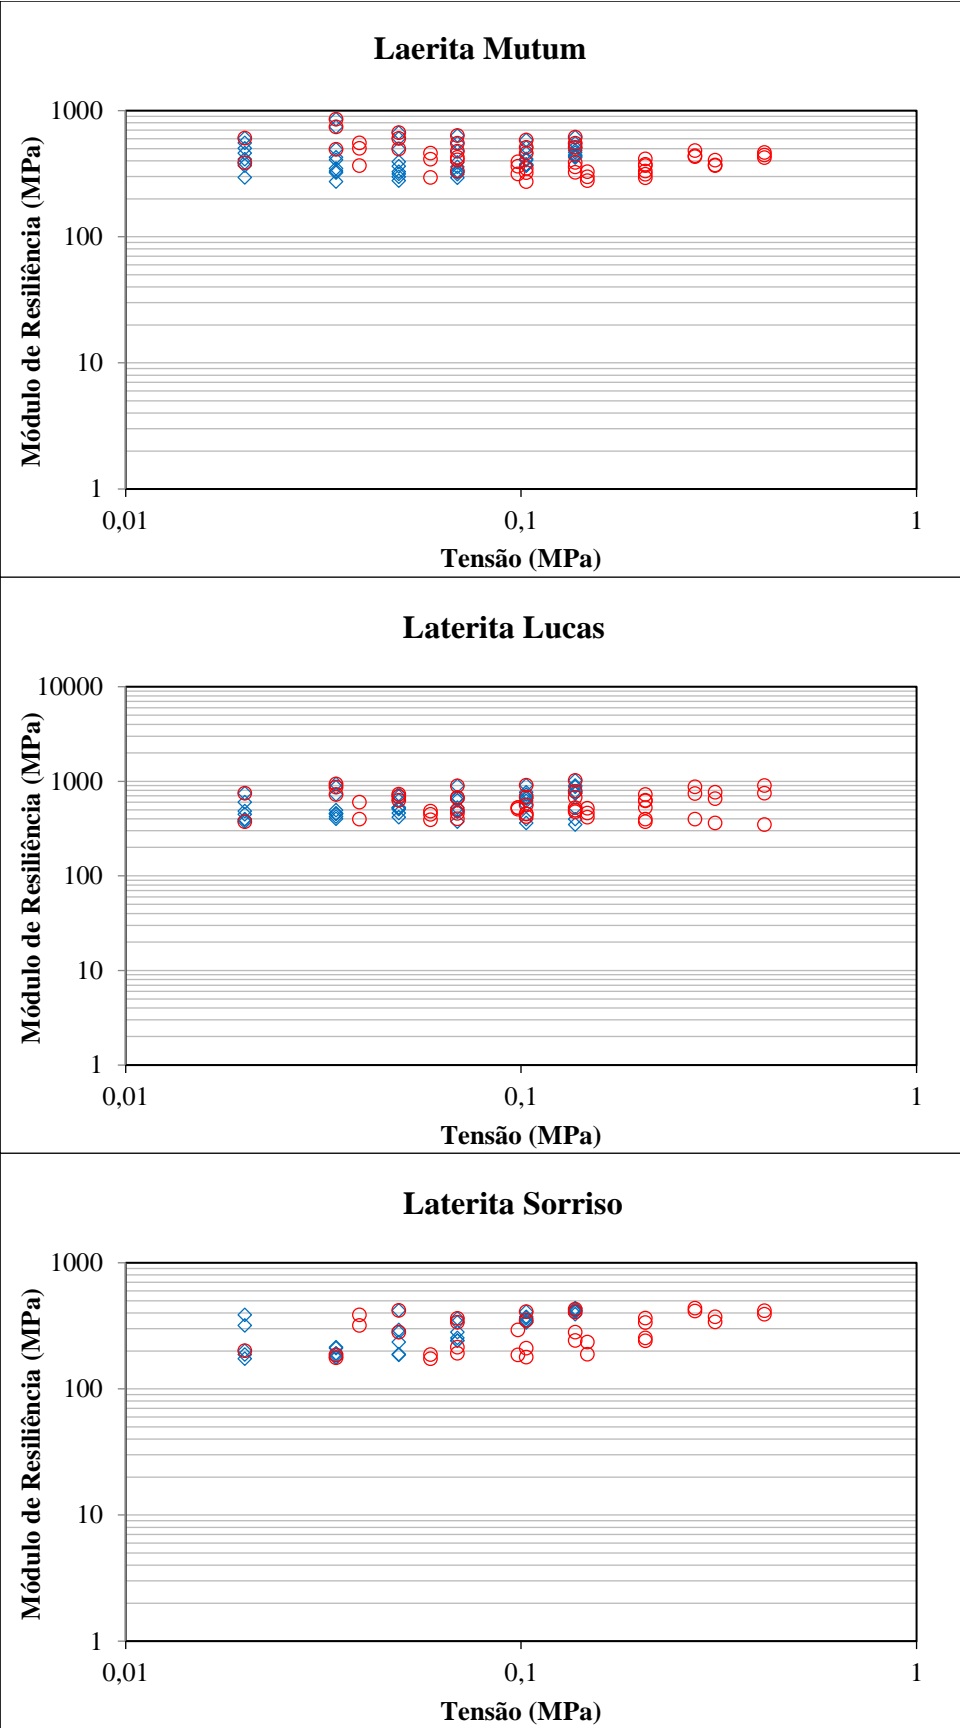 Laerita Mutum
Módulo de Resiliência (MPa)
1000
100
10
1
0,01
0,1
1
Tensão (MPa)
Laterita Lucas
Módulo de Resiliência (MPa)
10000
1000
100
10
1
0,01
0,1
1
Tensão (MPa)
Laterita Sorriso
Módulo de Resiliência (MPa)
1000
100
10
1
0,01
0,1
1
Tensão (MPa)